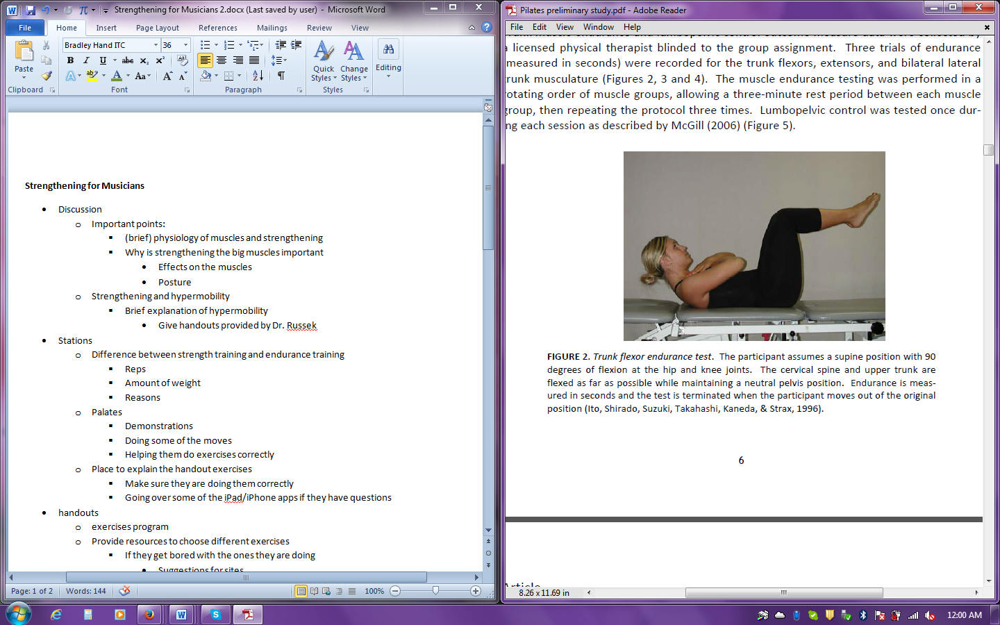 Strengthening for Musicians 2.docx (Last saved by user) - Microsoft Word
File Home Insert Page Layout References Mailings Review View
Bradley Hand ITC 36
Paste
Quick Styles
Change Styles
Editing
Clipboard Font Paragraph Styles
Strengthening for Musicians
• Discussion
o Important points:
▪ (brief) physiology of muscles and strengthening
▪ Why is strengthening the big muscles important
• Effects on the muscles
• Posture
o Strengthening and hypermobility
▪ Brief explanation of hypermobility
• Give handouts provided by Dr. Russek
• Stations
o Difference between strength training and endurance training
▪ Reps
▪ Amount of weight
▪ Reasons
o Palates
▪ Demonstrations
▪ Doing some of the moves
▪ Helping them do exercises correctly
o Place to explain the handout exercises
▪ Make sure they are doing them correctly
▪ Going over some of the iPad/iPhone apps if they have questions
• handouts
o exercises program
o Provide resources to choose different exercises
▪ If they get bored with the ones they are doing
• Suggestions for sites
Page: 1 of 2 Words: 144 100%
Pilates preliminary study.pdf - Adobe Reader
File Edit View Window Help
a licensed physical therapist blinded to the group assignment. Three trials of endurance
(measured in seconds) were recorded for the trunk flexors, extensors, and bilateral lateral
trunk musculature (Figures 2, 3 and 4). The muscle endurance testing was performed in a
rotating order of muscle groups, allowing a three-minute rest period between each muscle
group, then repeating the protocol three times. Lumbopelvic control was tested once dur-
ng each session as described by McGill (2006) (Figure 5).
FIGURE 2. Trunk flexor endurance test. The participant assumes a supine position with 90
degrees of flexion at the hip and knee joints. The cervical spine and upper trunk are
flexed as far as possible while maintaining a neutral pelvis position. Endurance is meas-
ured in seconds and the test is terminated when the participant moves out of the original
position (Ito, Shirado, Suzuki, Takahashi, Kaneda, & Strax, 1996).
6
Article
8.26 x 11.69 in
12:00 AM